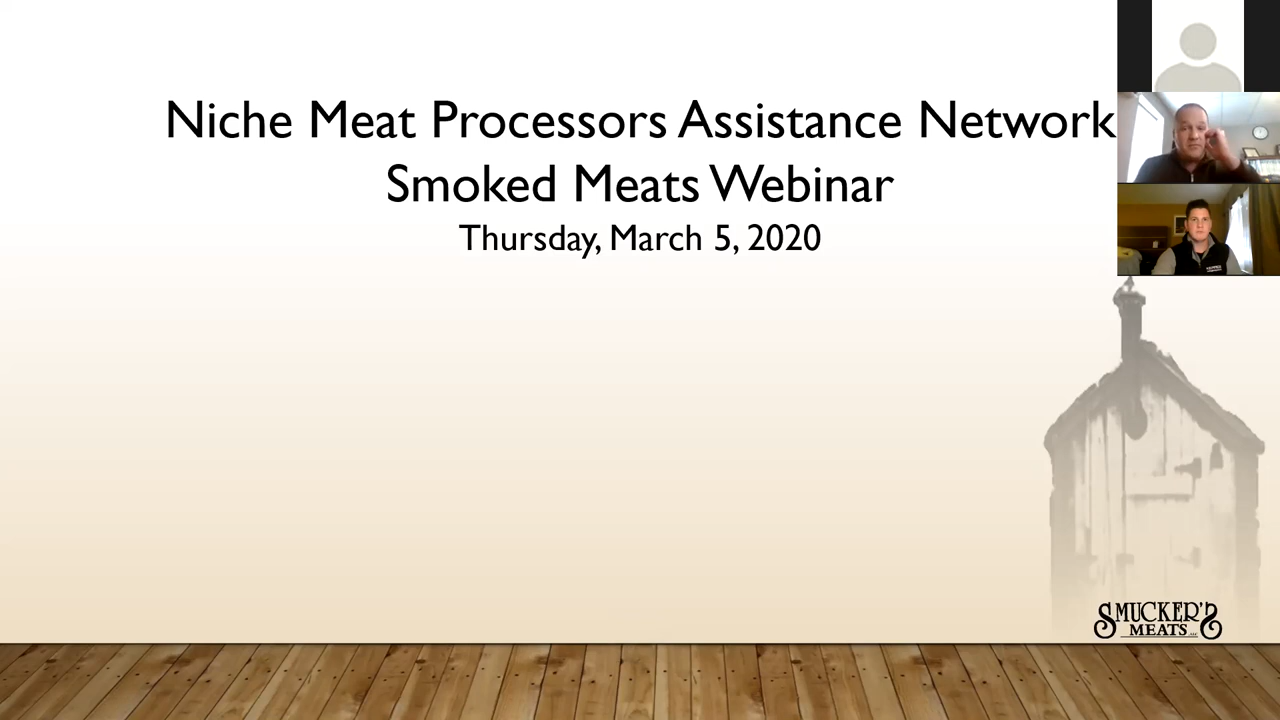 Niche Meat Processors Assistance Network
Smoked Meats Webinar
Thursday, March 5, 2020
SMUCKER'S
MEATS